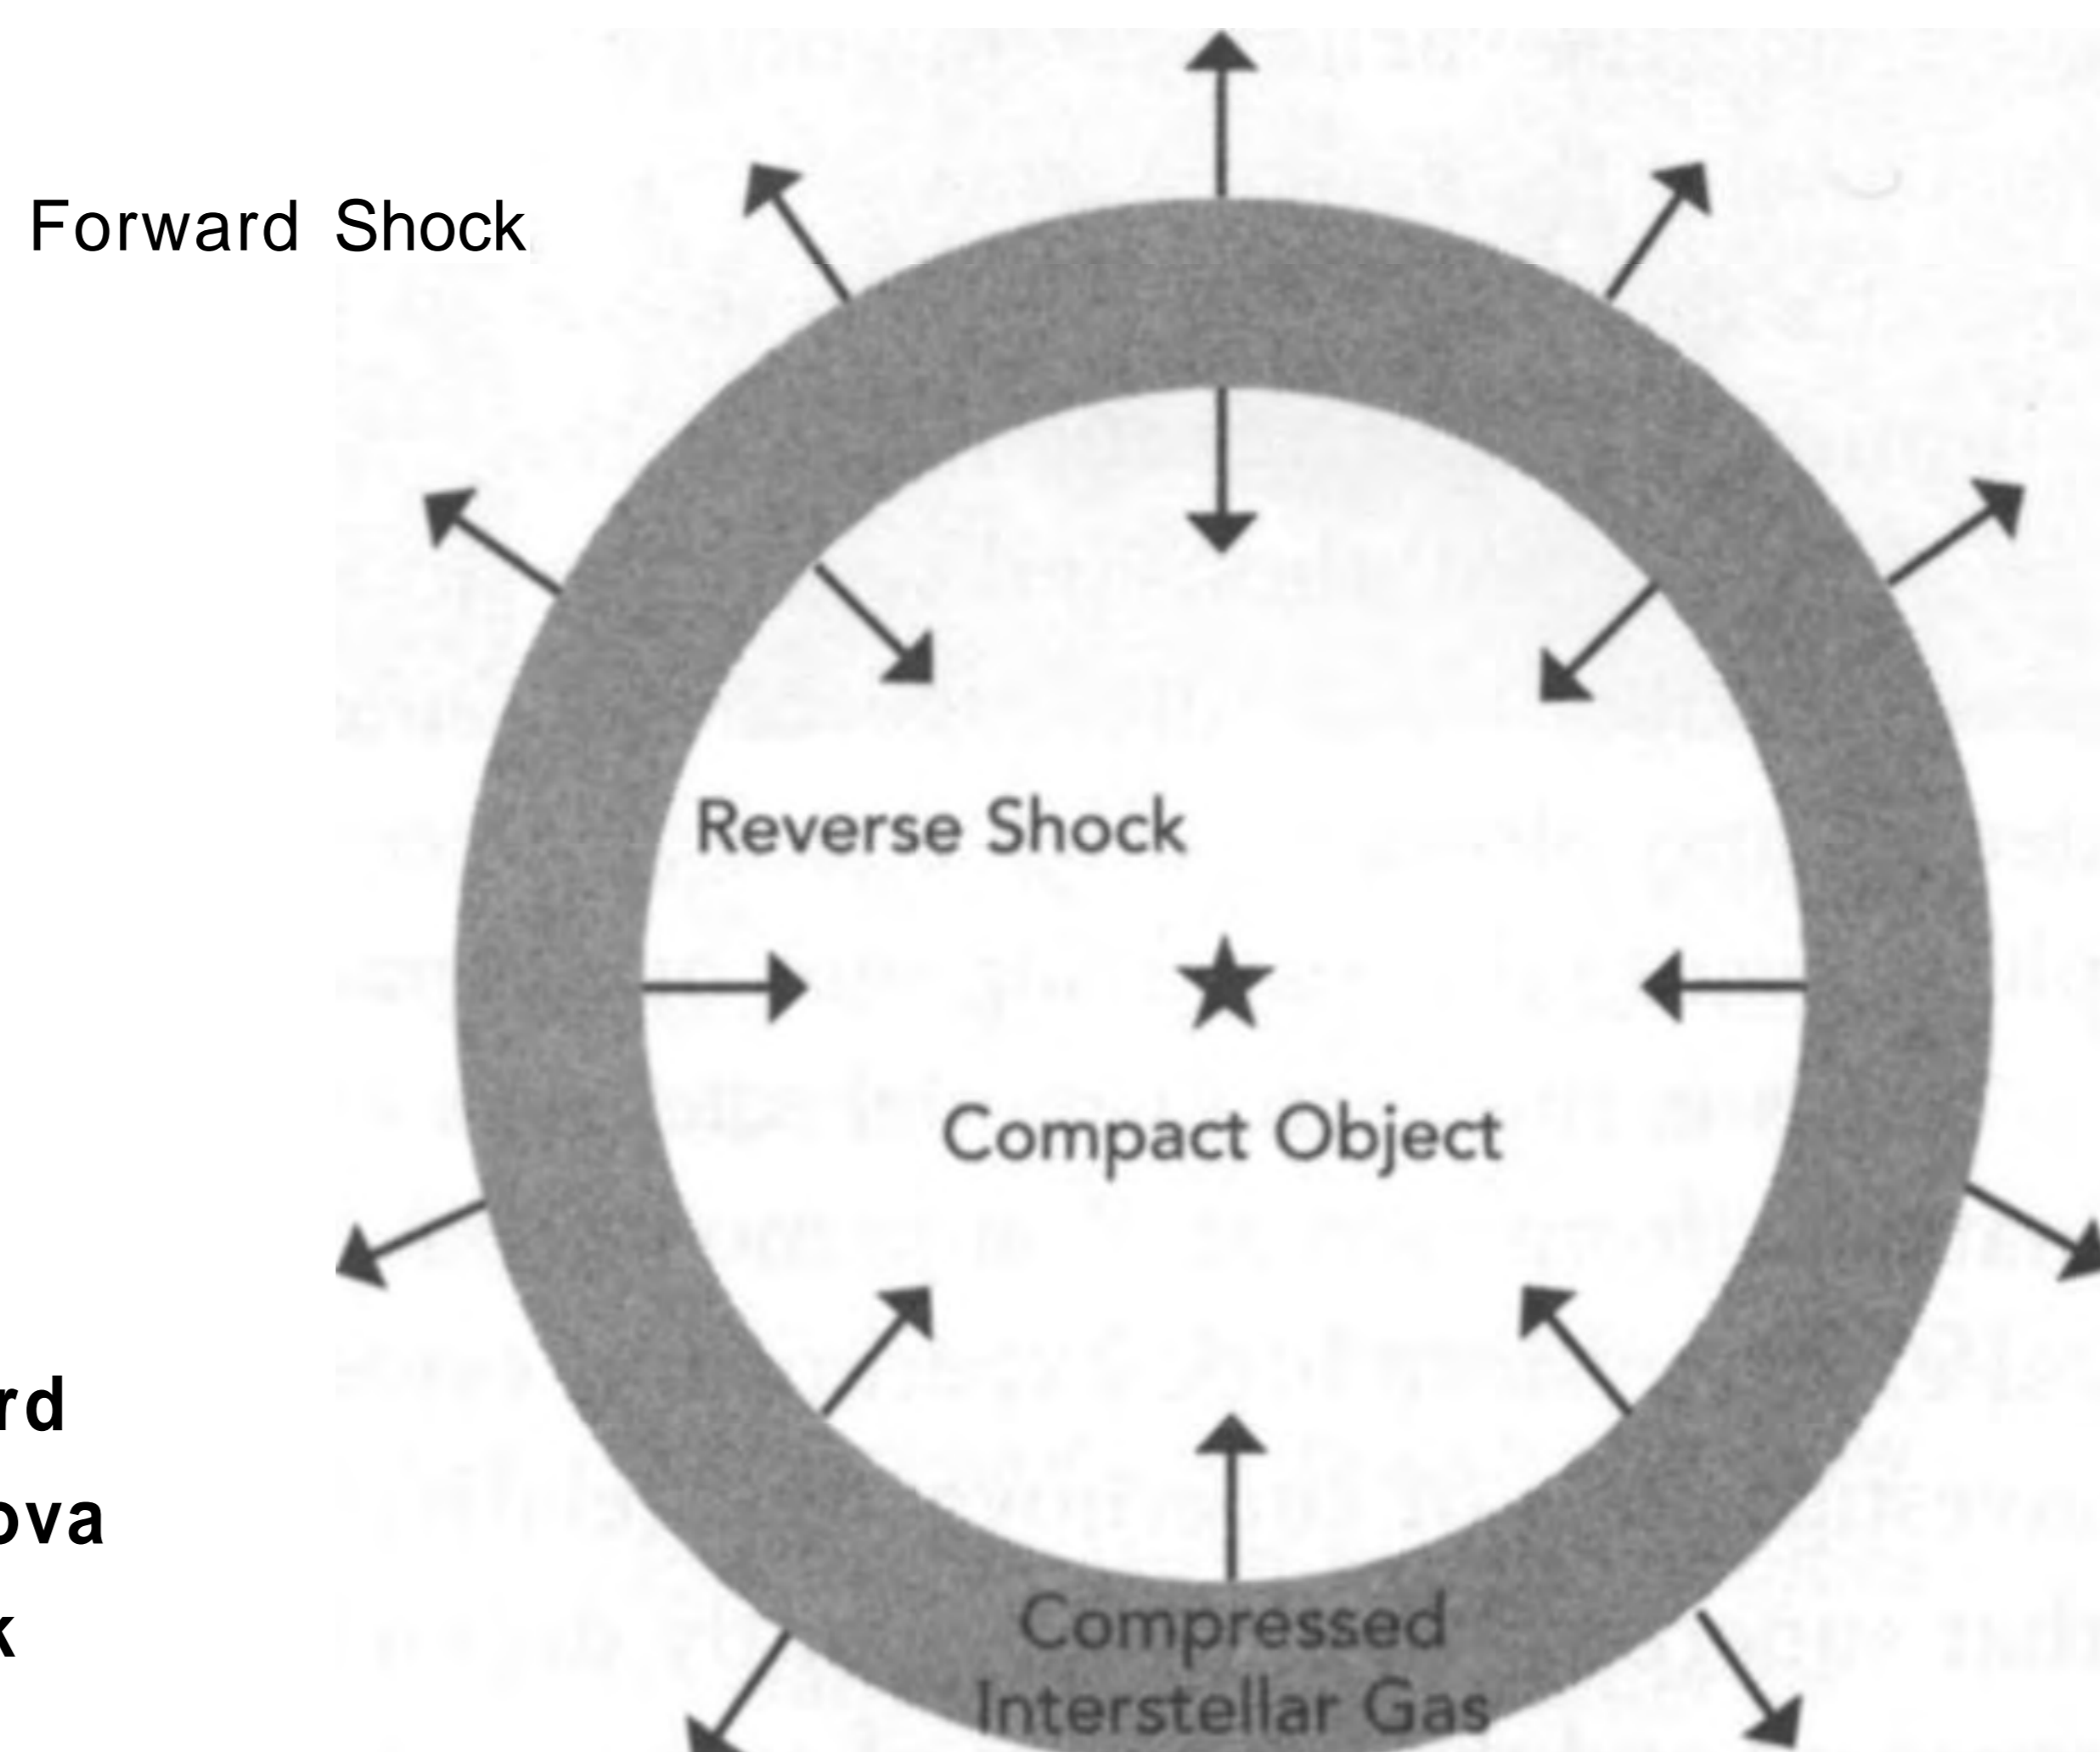 Forward Shock
Reverse Shock
Compact Object
rd
ova
k
Compressed
Interstellar Gas